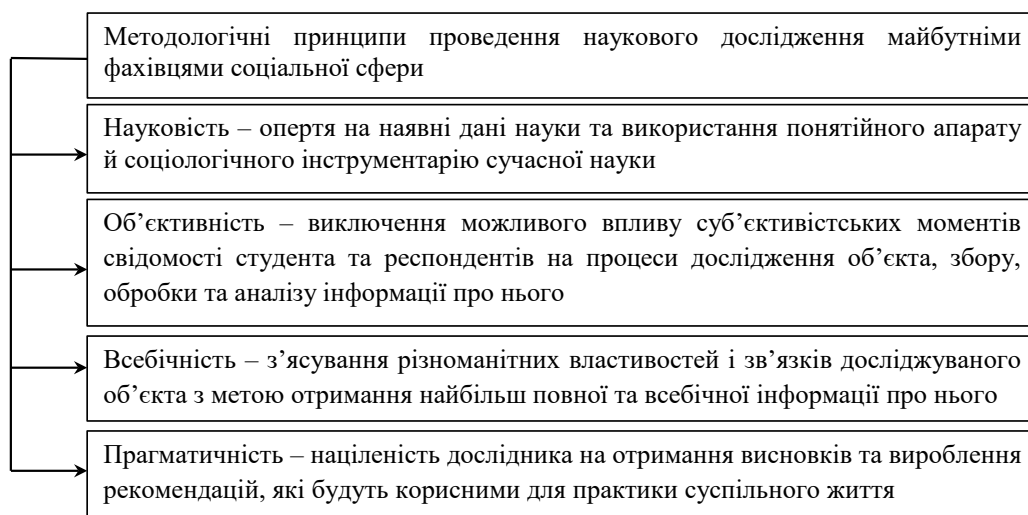 Методологічні принципи проведення наукового дослідження майбутніми
фахівцями соціальної сфери
Науковість – опертя на наявні дані науки та використання понятійного апарату
й соціологічного інструментарію сучасної науки
Об’єктивність – виключення можливого впливу суб’єктивістських моментів
свідомості студента та респондентів на процеси дослідження об’єкта, збору,
обробки та аналізу інформації про нього
Всебічність – з’ясування різноманітних властивостей і зв’язків досліджуваного
об’єкта з метою отримання найбільш повної та всебічної інформації про нього
Прагматичність – націленість дослідника на отримання висновків та вироблення
рекомендацій, які будуть корисними для практики суспільного життя